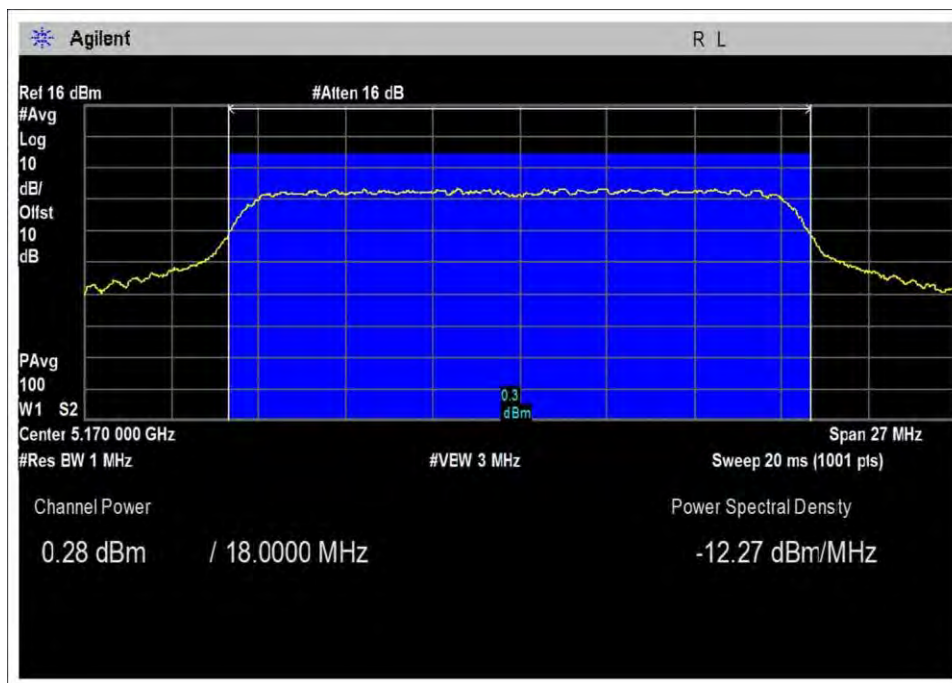 Agilent
R L
Ref 16 dBm
#Atten 16 dB
#Avg
Log
10
dB/
Offst
10
dB
PAvg
100
W1 S2
0.3
dBm
Center 5.170 000 GHz
Span 27 MHz
#Res BW 1 MHz
#VBW 3 MHz
Sweep 20 ms (1001 pts)
Channel Power
Power Spectral Density
0.28 dBm / 18.0000 MHz
-12.27 dBm/MHz